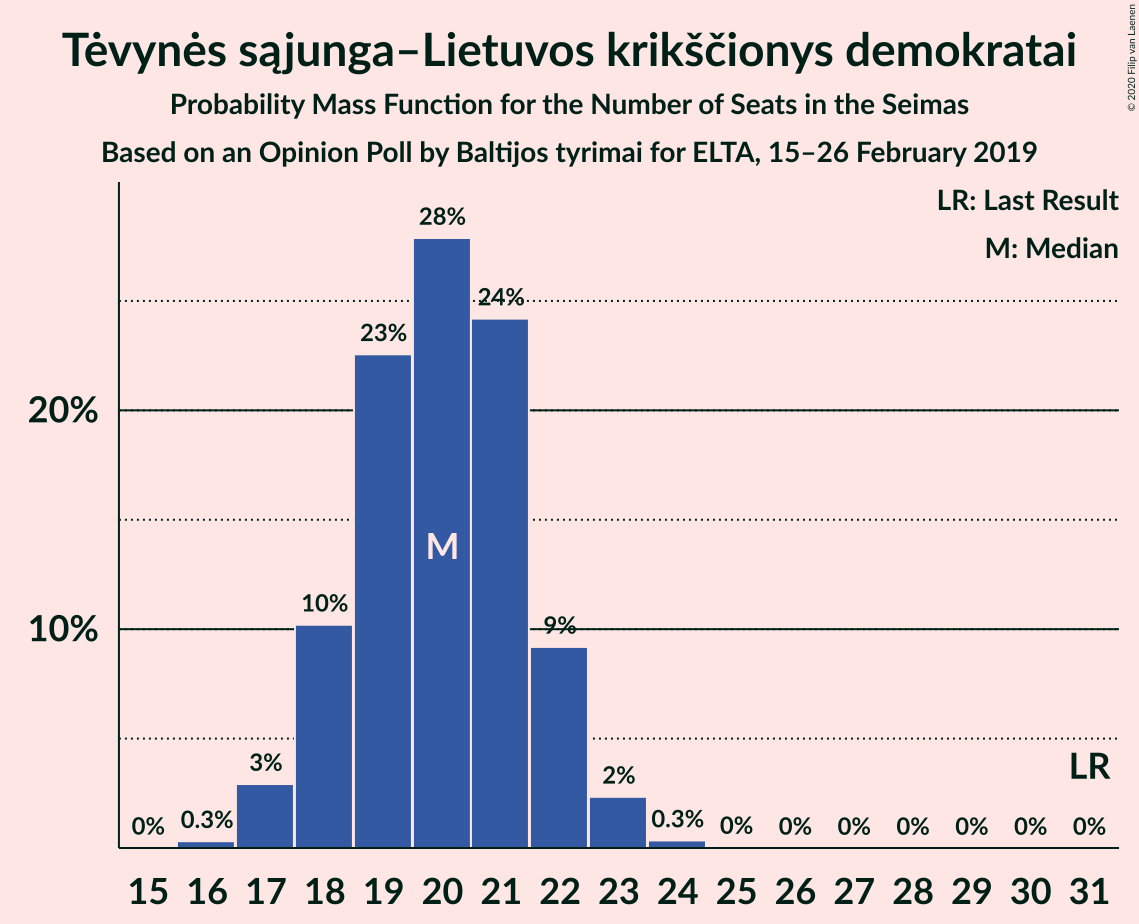 Tėvynės sąjunga–Lietuvos krikščionys demokratai
Probability Mass Function for the Number of Seats in the Seimas
Based on an Opinion Poll by Baltijos tyrimai for ELTA, 15–26 February 2019
© 2020 Filip van Laenen
LR: Last Result
M: Median
28%
24%
23%
20%
M
10%
9%
10%
3%
2%
LR
0% 0.3% 0.3% 0% 0% 0% 0% 0% 0% 0%
15 16 17 18 19 20 21 22 23 24 25 26 27 28 29 30 31